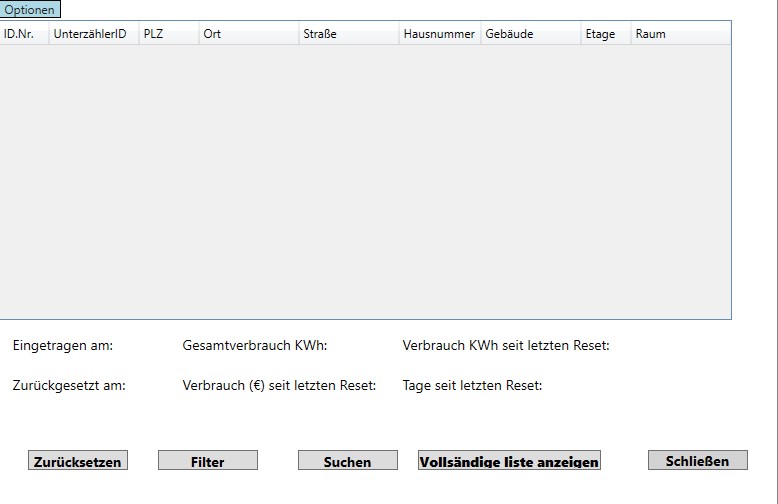 Optionen
ID.Nr. UnterzählerID PLZ Ort Straße Hausnummer Gebäude Etage Raum
Eingetragen am: Gesamtverbrauch KWh: Verbrauch KWh seit letzten Reset:
Zurückgesetzt am: Verbrauch (€) seit letzten Reset: Tage seit letzten Reset:
Zurücksetzen Filter Suchen Vollsändige liste anzeigen Schließen